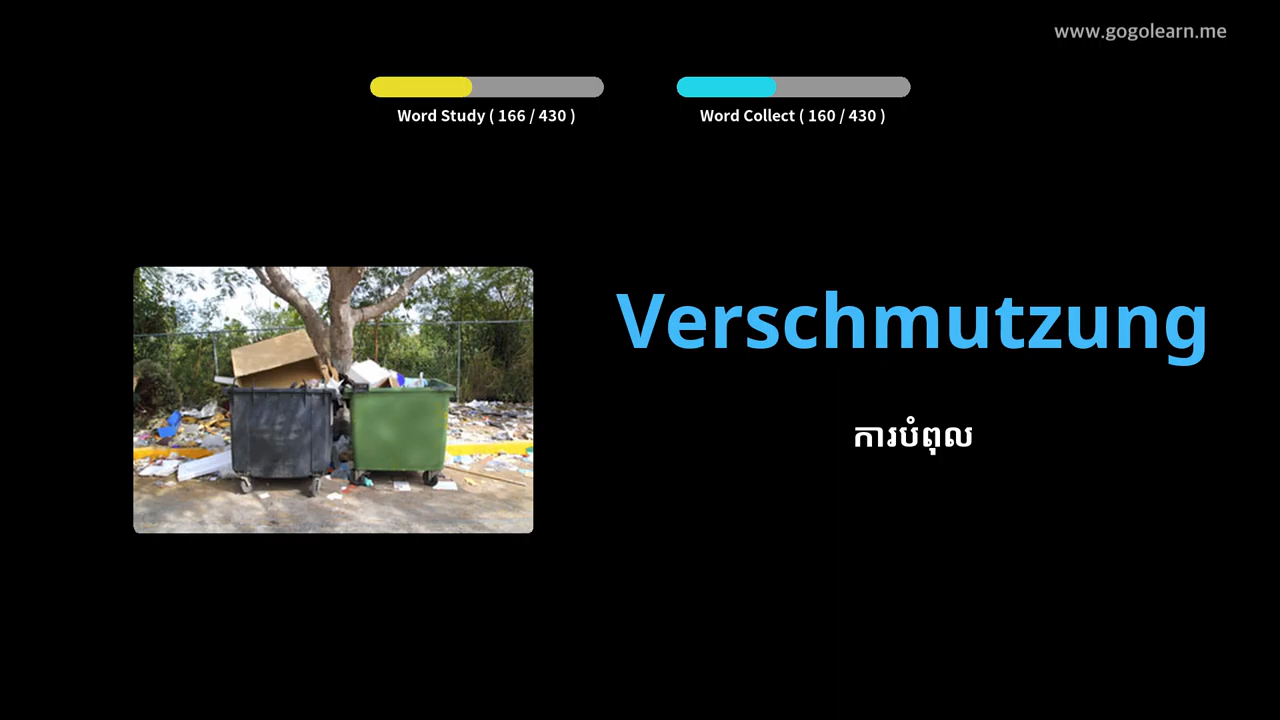 www.gogolearn.me
Word Study ( 166 / 430 )
Word Collect ( 160 / 430 )
Verschmutzung
ការបំពុល